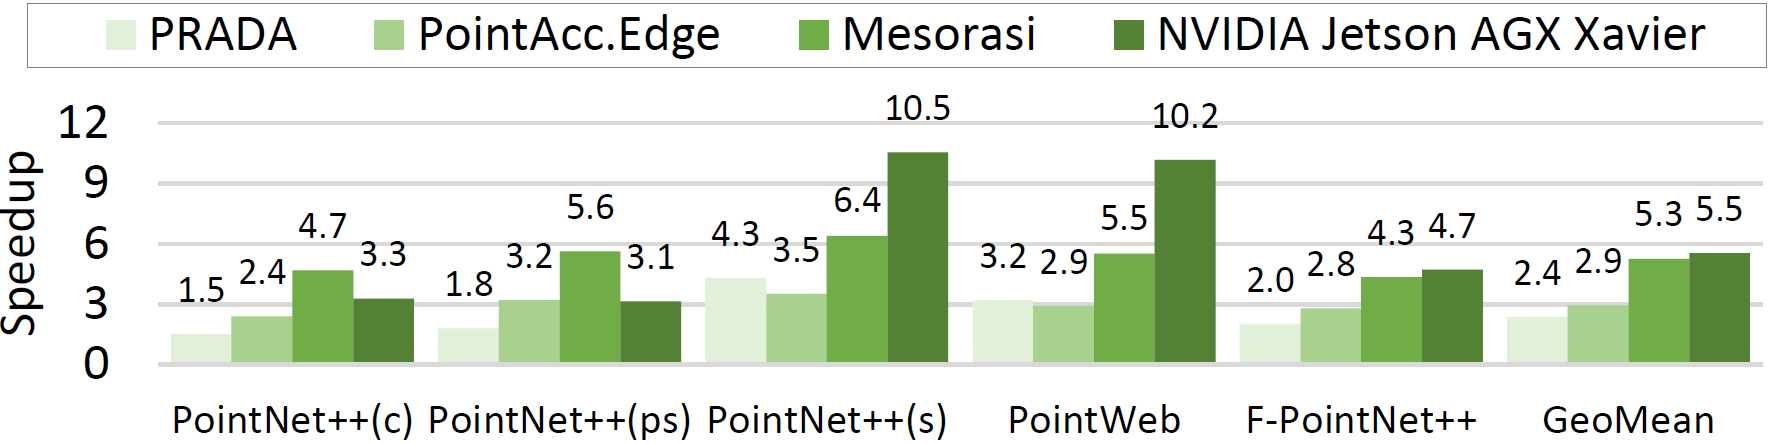 PRADA PointAcc.Edge Mesorasi NVIDIA Jetson AGX Xavier
Speedup
12
9
6
3
0
1.5 2.4 4.7 3.3
1.8 3.2 5.6 3.1
4.3 3.5 6.4 10.5
3.2 2.9 5.5 10.2
2.0 2.8 4.3 4.7
2.4 2.9 5.3 5.5
PointNet++(c) PointNet++(ps) PointNet++(s) PointWeb F-PointNet++ GeoMean